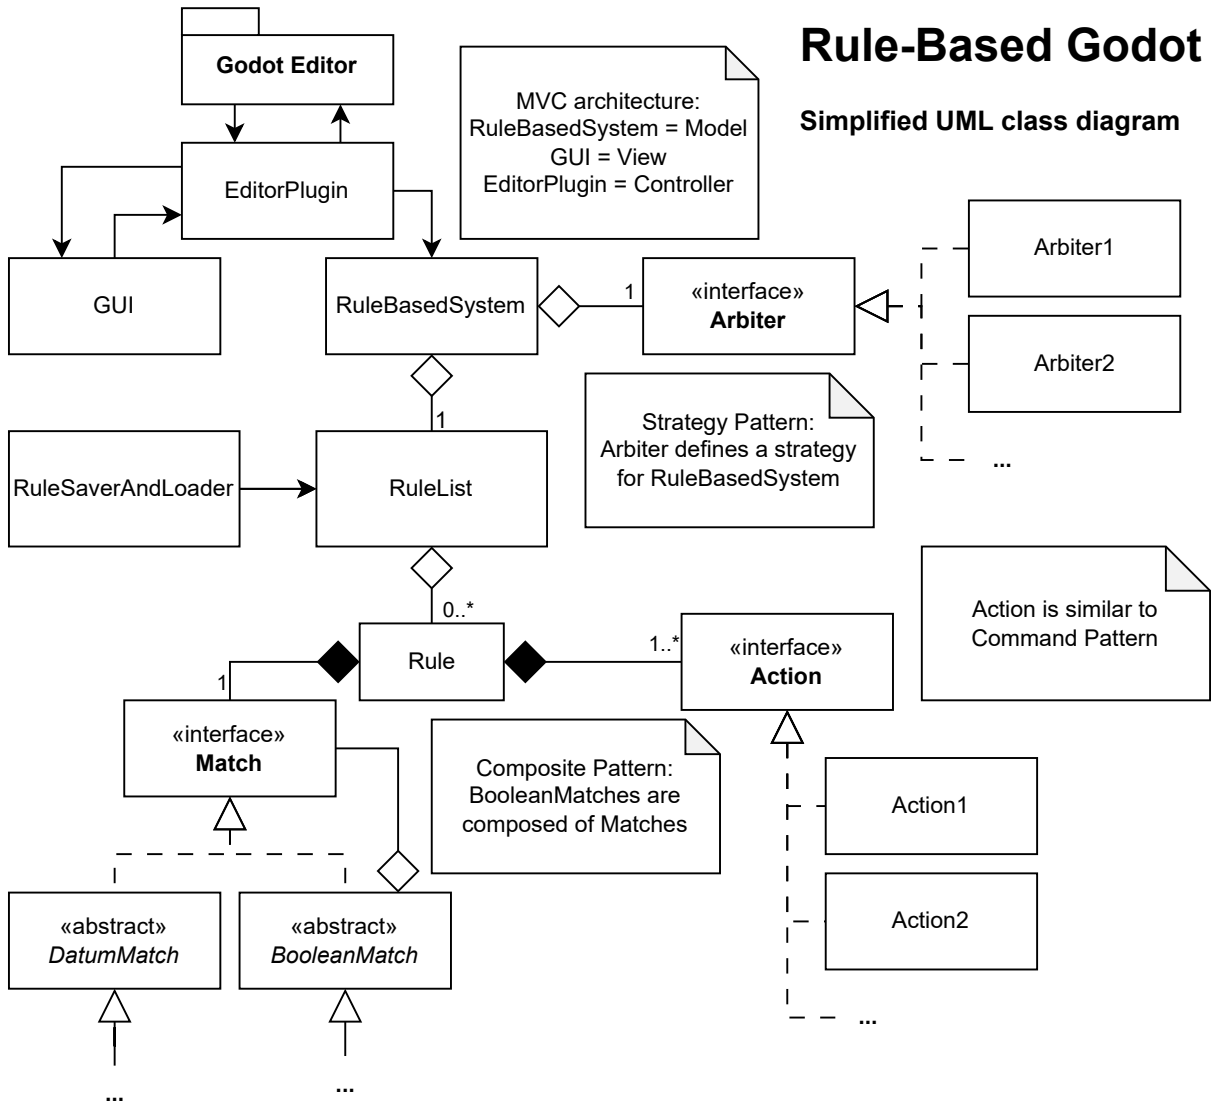 Rule-Based Godot
Simplified UML class diagram
Godot Editor
MVC architecture:
RuleBasedSystem = Model
GUI = View
EditorPlugin = Controller
EditorPlugin
GUI
RuleBasedSystem
1
«interface»
Arbiter
Arbiter1
Arbiter2
...
Strategy Pattern:
Arbiter defines a strategy
for RuleBasedSystem
1
RuleSaverAndLoader
RuleList
0..*
Rule
1
1..*
«interface»
Action
Action is similar to
Command Pattern
«interface»
Match
Composite Pattern:
BooleanMatches are
composed of Matches
Action1
Action2
...
«abstract»
DatumMatch
«abstract»
BooleanMatch
...
...